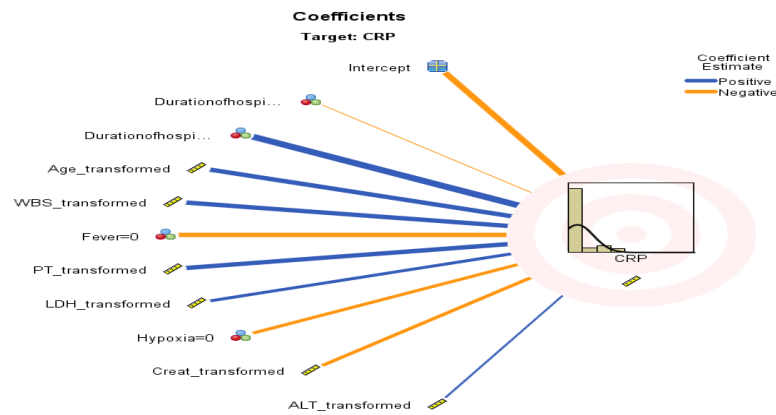 Coefficients
Target: CRP
Coefficient
Estimate
Positive
Negative
Intercept
Durationofhospi...
Durationofhospi...
Age_transformed
WBS_transformed
Fever=0
PT_transformed
LDH_transformed
Hypoxia=0
Creat_transformed
ALT_transformed
CRP